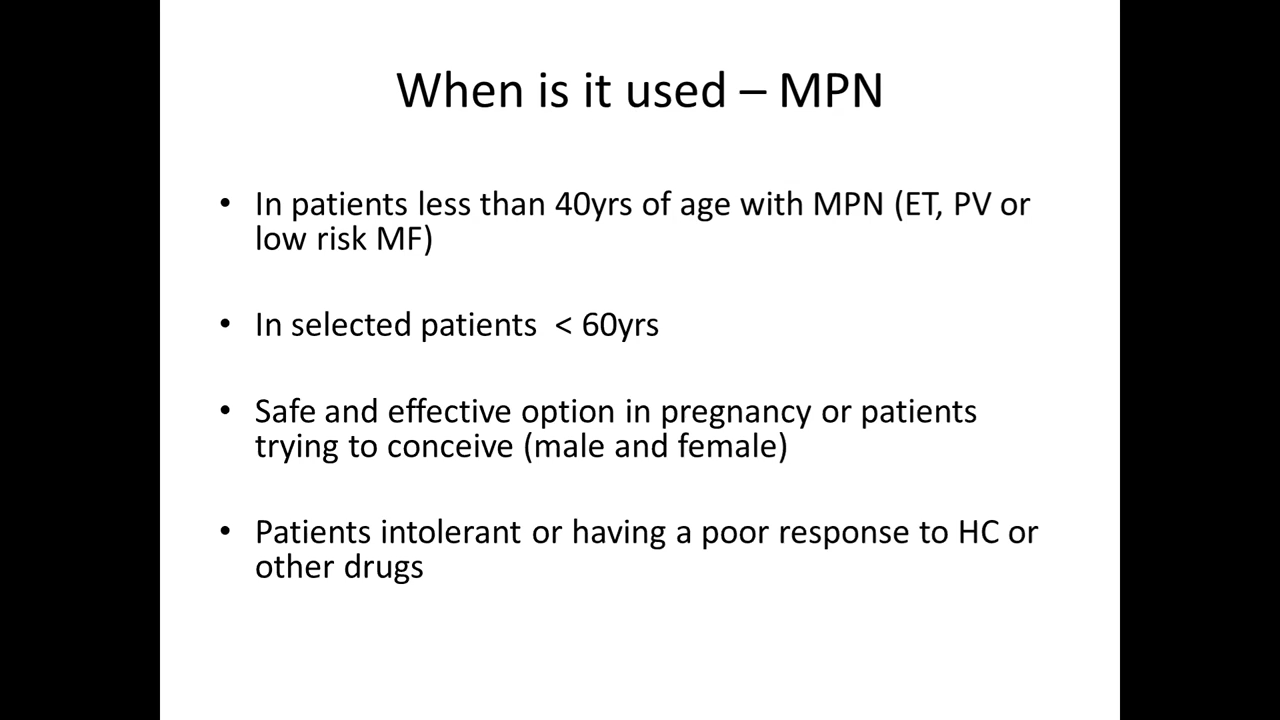 When is it used – MPN
• In patients less than 40yrs of age with MPN (ET, PV or
low risk MF)
• In selected patients  < 60yrs
• Safe and effective option in pregnancy or patients
trying to conceive (male and female)
• Patients intolerant or having a poor response to HC or
other drugs